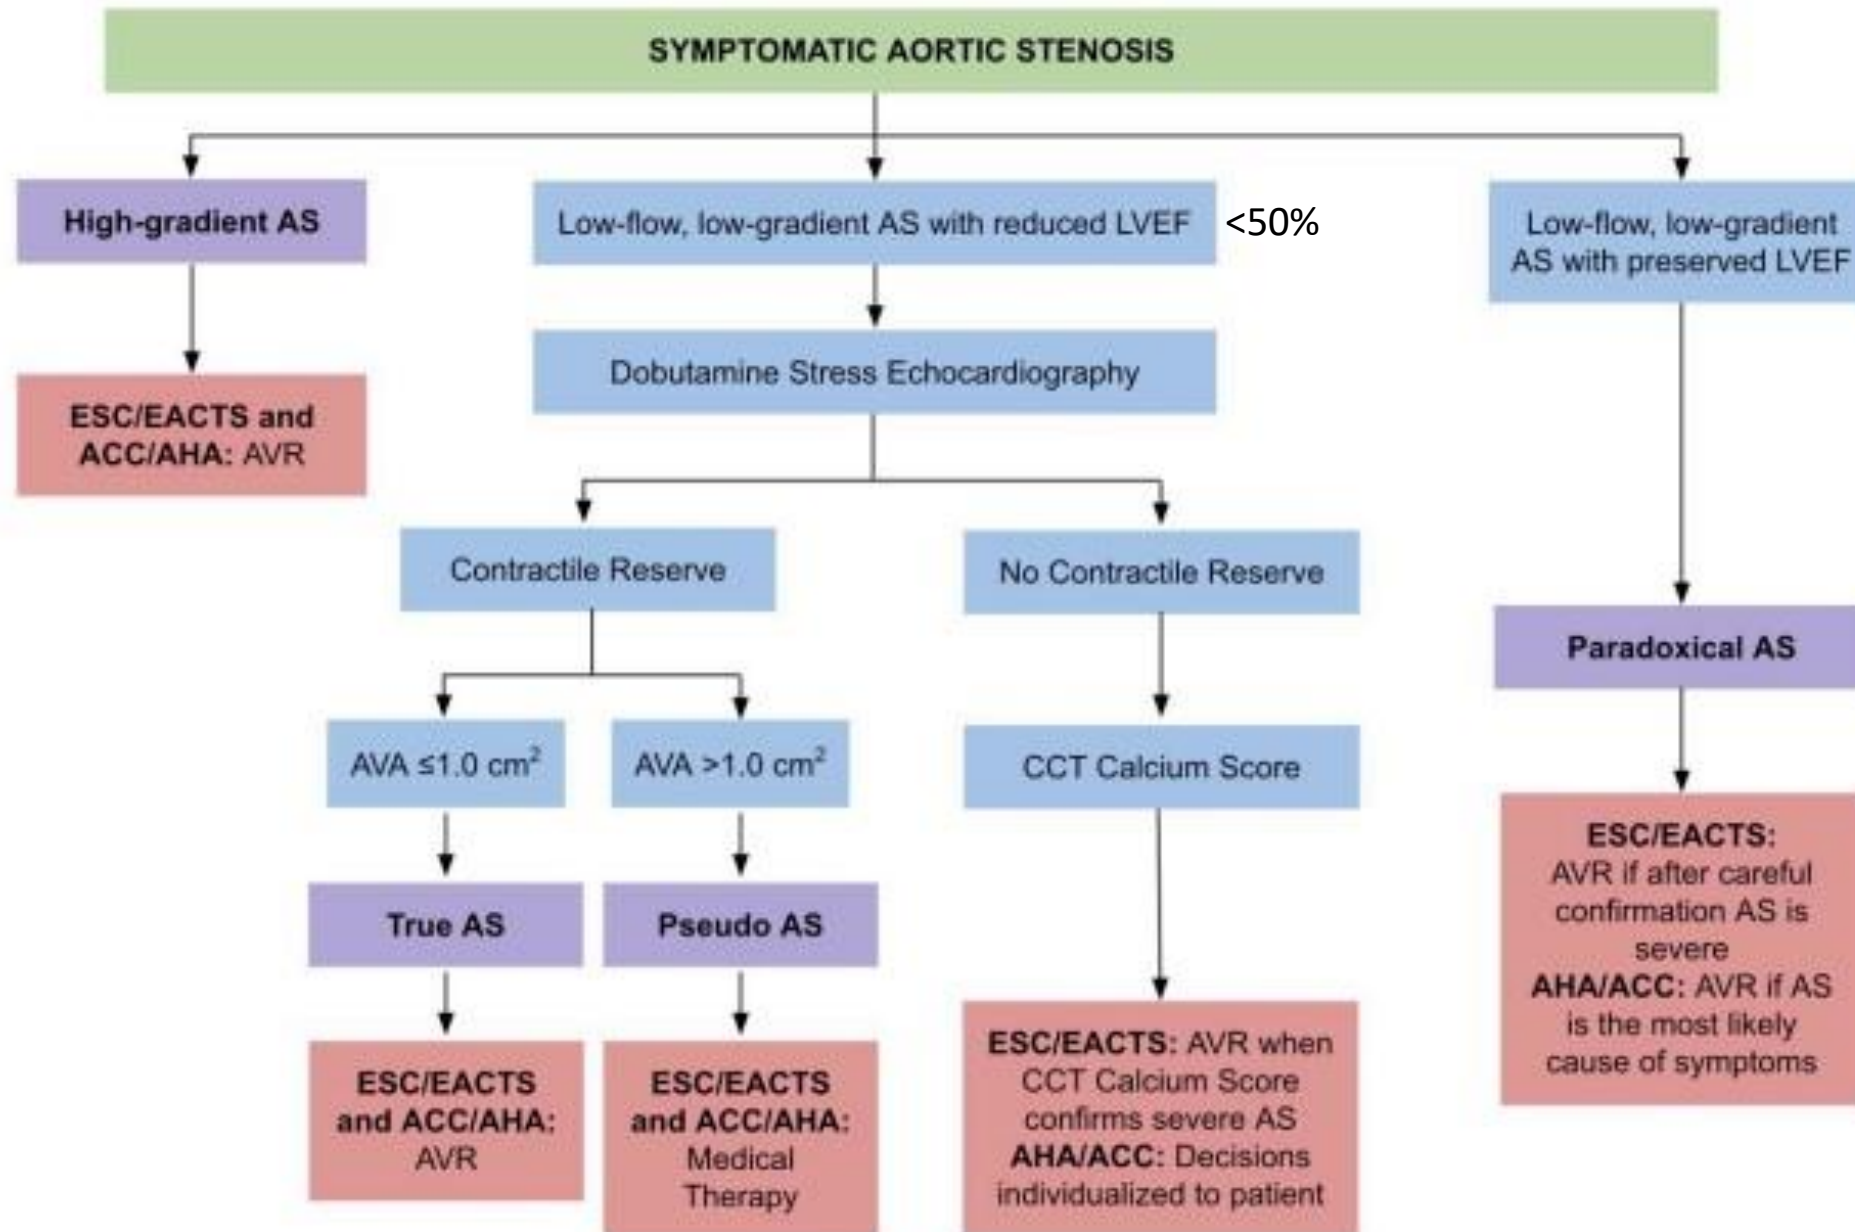 SYMPTOMATIC AORTIC STENOSIS
High-gradient AS
Low-flow, low-gradient AS with reduced LVEF
<50%
Low-flow, low-gradient
AS with preserved LVEF
Dobutamine Stress Echocardiography
ESC/EACTS and
ACC/AHA: AVR
Contractile Reserve
No Contractile Reserve
Paradoxical AS
AVA ≤1.0 cm²
AVA >1.0 cm²
CCT Calcium Score
ESC/EACTS:
AVR if after careful
confirmation AS is
severe
AHA/ACC: AVR if AS
is the most likely
cause of symptoms
True AS
Pseudo AS
ESC/EACTS
and ACC/AHA:
AVR
ESC/EACTS
and ACC/AHA:
Medical
Therapy
ESC/EACTS: AVR when
CCT Calcium Score
confirms severe AS
AHA/ACC: Decisions
individualized to patient